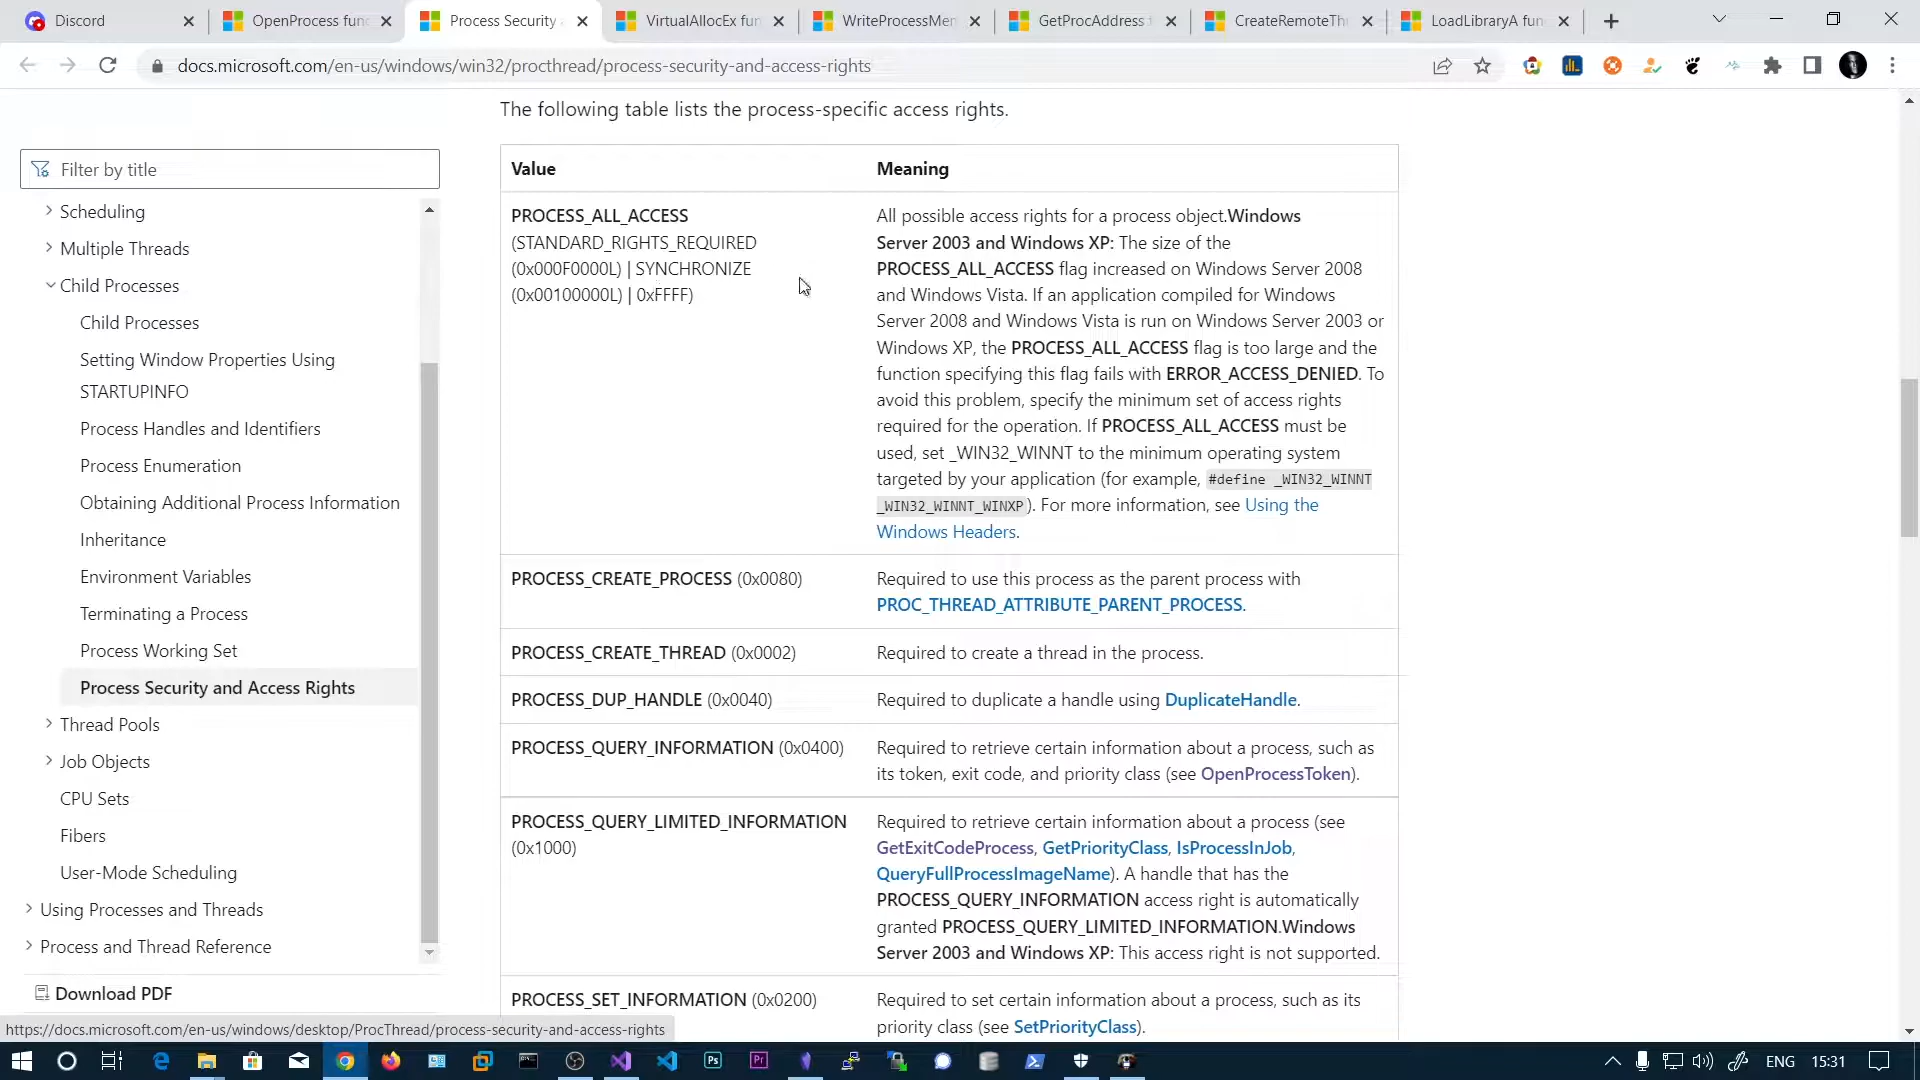 Discord
OpenProcess fun
Process Security
VirtualAllocEx fun
WriteProcessMem
GetProcAddress f
CreateRemoteThr
LoadLibraryA fun
docs.microsoft.com/en-us/windows/win32/procthread/process-security-and-access-rights
Filter by title
Scheduling
Multiple Threads
Child Processes
Child Processes
Setting Window Properties Using
STARTUPINFO
Process Handles and Identifiers
Process Enumeration
Obtaining Additional Process Information
Inheritance
Environment Variables
Terminating a Process
Process Working Set
Process Security and Access Rights
Thread Pools
Job Objects
CPU Sets
Fibers
User-Mode Scheduling
Using Processes and Threads
Process and Thread Reference
Download PDF
The following table lists the process-specific access rights.
Value Meaning
PROCESS_ALL_ACCESS
(STANDARD_RIGHTS_REQUIRED
(0x000F0000L) | SYNCHRONIZE
(0x00100000L) | 0xFFFF)
All possible access rights for a process object.Windows
Server 2003 and Windows XP: The size of the
PROCESS_ALL_ACCESS flag increased on Windows Server 2008
and Windows Vista. If an application compiled for Windows
Server 2008 and Windows Vista is run on Windows Server 2003 or
Windows XP, the PROCESS_ALL_ACCESS flag is too large and the
function specifying this flag fails with ERROR_ACCESS_DENIED. To
avoid this problem, specify the minimum set of access rights
required for the operation. If PROCESS_ALL_ACCESS must be
used, set _WIN32_WINNT to the minimum operating system
targeted by your application (for example, #define _WIN32_WINNT
_WIN32_WINNT_WINXP). For more information, see Using the
Windows Headers.
PROCESS_CREATE_PROCESS (0x0080)
Required to use this process as the parent process with
PROC_THREAD_ATTRIBUTE_PARENT_PROCESS.
PROCESS_CREATE_THREAD (0x0002)
Required to create a thread in the process.
PROCESS_DUP_HANDLE (0x0040)
Required to duplicate a handle using DuplicateHandle.
PROCESS_QUERY_INFORMATION (0x0400)
Required to retrieve certain information about a process, such as
its token, exit code, and priority class (see OpenProcessToken).
PROCESS_QUERY_LIMITED_INFORMATION
(0x1000)
Required to retrieve certain information about a process (see
GetExitCodeProcess, GetPriorityClass, IsProcessInJob,
QueryFullProcessImageName). A handle that has the
PROCESS_QUERY_INFORMATION access right is automatically
granted PROCESS_QUERY_LIMITED_INFORMATION.Windows
Server 2003 and Windows XP: This access right is not supported.
PROCESS_SET_INFORMATION (0x0200)
Required to set certain information about a process, such as its
priority class (see SetPriorityClass).
https://docs.microsoft.com/en-us/windows/desktop/ProcThread/process-security-and-access-rights
Ps
Pr
ENG
15:31